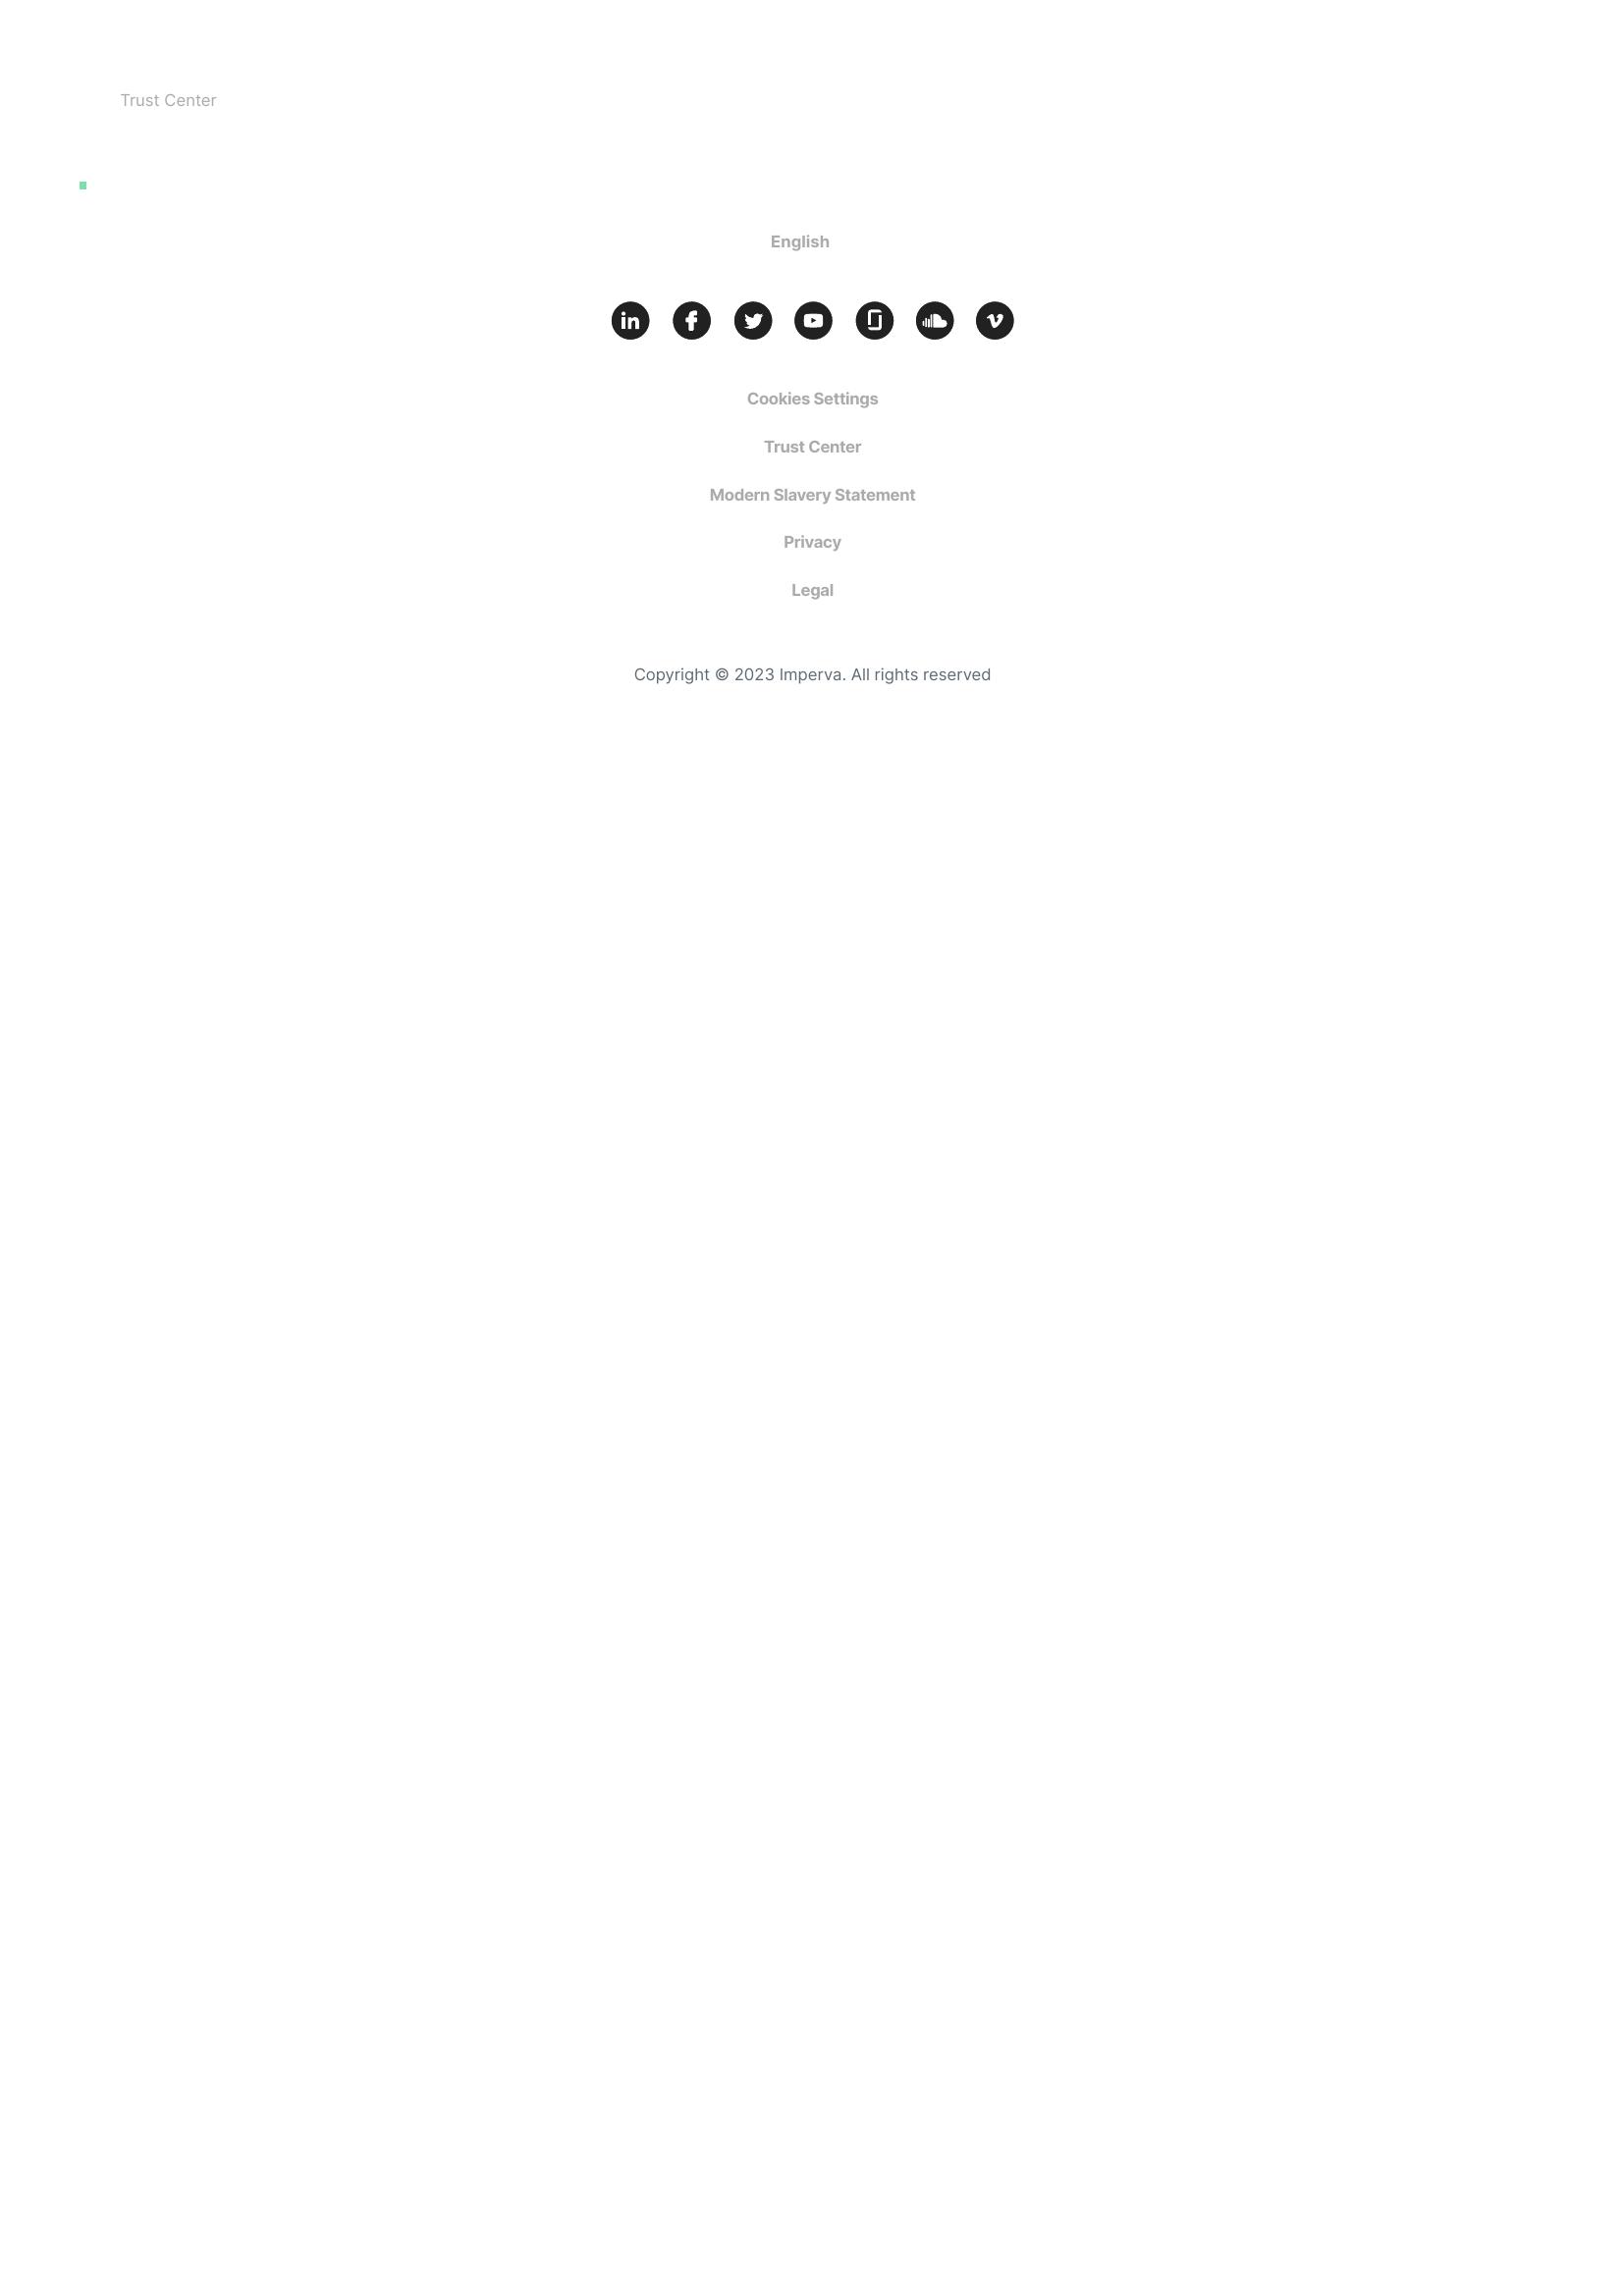 Trust Center
English
Cookies Settings
Trust Center
Modern Slavery Statement
Privacy
Legal
Copyright © 2023 Imperva. All rights reserved